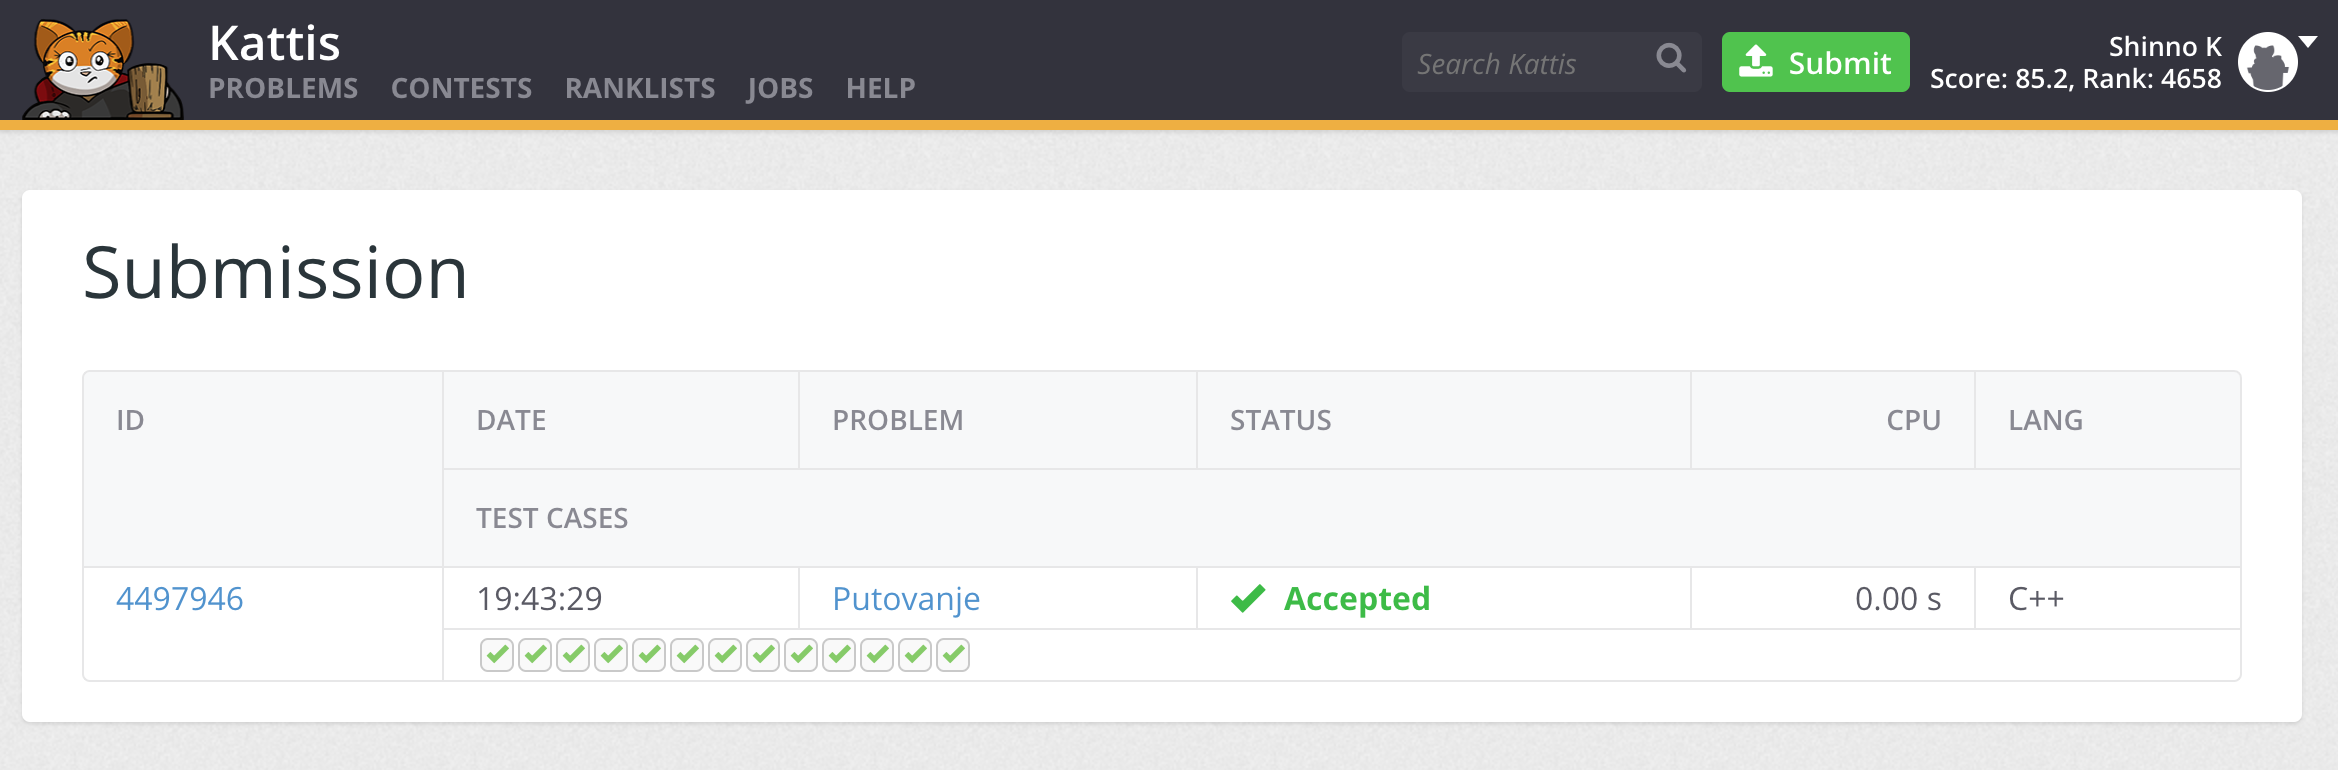 Kattis
PROBLEMS CONTESTS RANKLISTS JOBS HELP
Search Kattis
Submit
Shinno K
Score: 85.2, Rank: 4658
Submission
ID DATE PROBLEM STATUS CPU LANG
TEST CASES
4497946 19:43:29 Putovanje Accepted 0.00 s C++